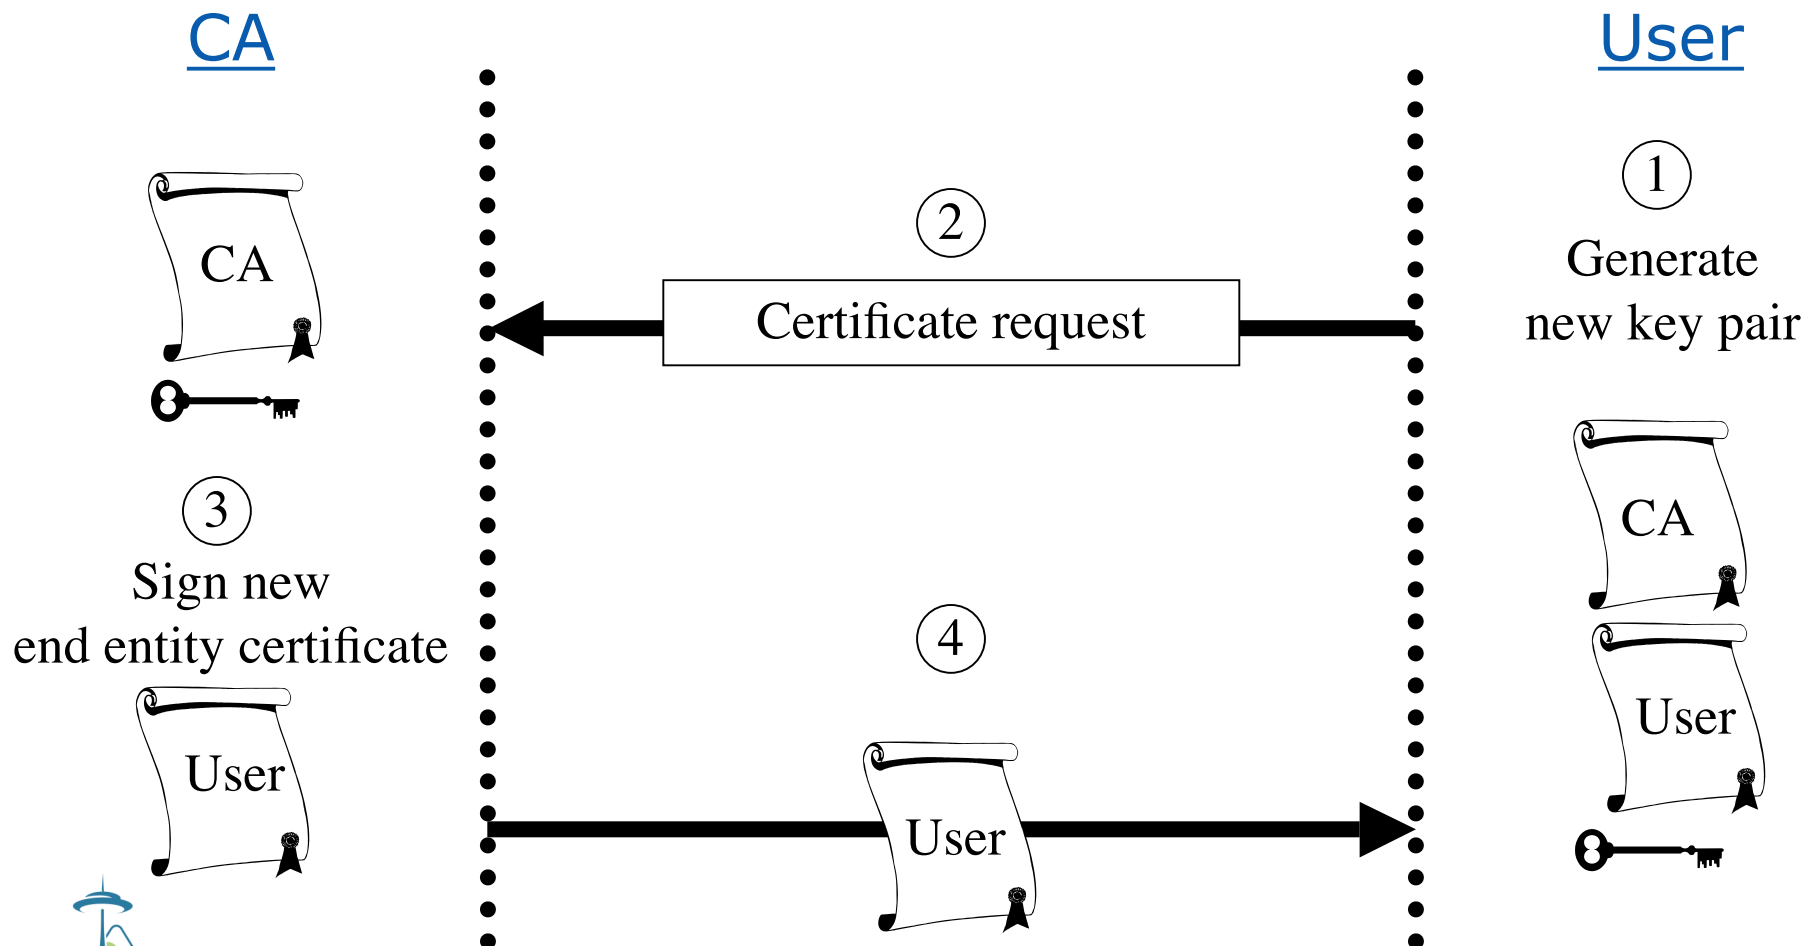 CA
User
1
Generate
new key pair
2
Certificate request
CA
3
Sign new
end entity certificate
User
4
User
CA
User